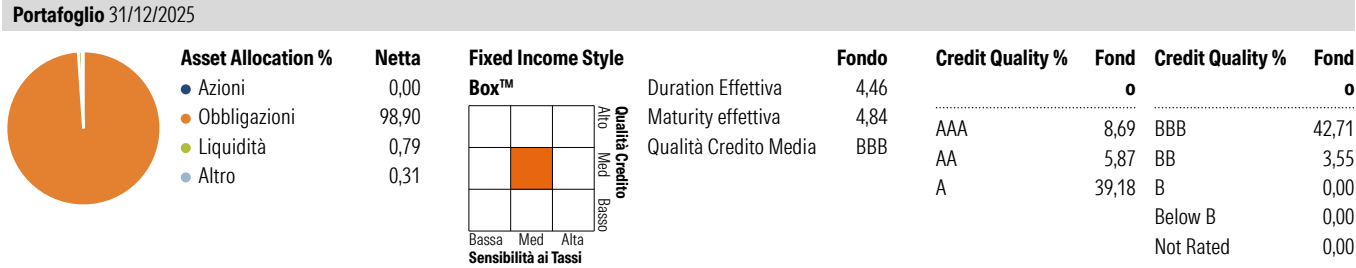 Portafoglio 31/12/2025
Asset Allocation % Netta
Azioni 0,00
Obbligazioni 98,90
Liquidità 0,79
Altro 0,31
Fixed Income Style
Box™
Alto
Med
Basso
Qualità Credito
Bassa Med Alta
Sensibilità ai Tassi
Fondo
Duration Effettiva 4,46
Maturity effettiva 4,84
Qualità Credito Media BBB
Credit Quality % Fond
o
AAA 8,69
AA 5,87
A 39,18
Credit Quality % Fond
o
BBB 42,71
BB 3,55
B 0,00
Below B 0,00
Not Rated 0,00